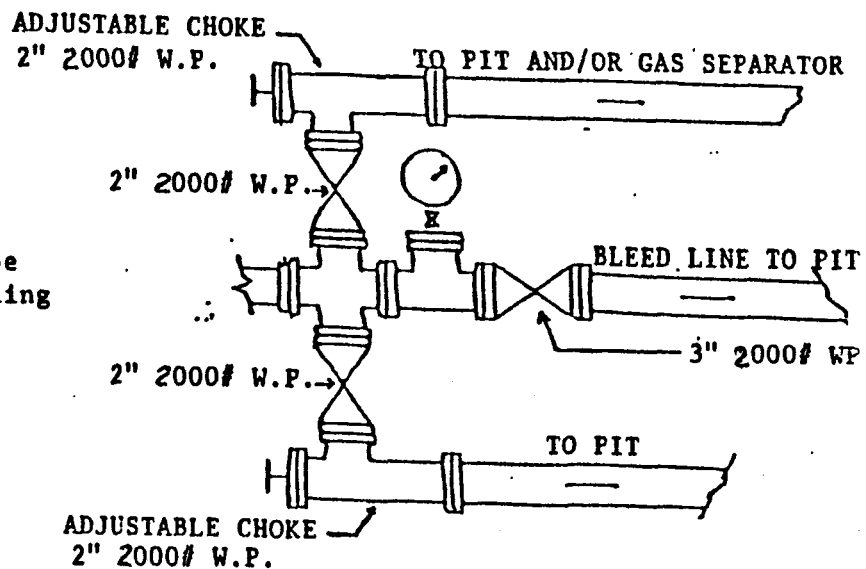 ADJUSTABLE CHOKE
2" 2000# W.P.
TO PIT AND/OR GAS SEPARATOR
2" 2000# W.P.
BLEED LINE TO PIT
3" 2000# WP
2" 2000# W.P.
TO PIT
ADJUSTABLE CHOKE
2" 2000# W.P.